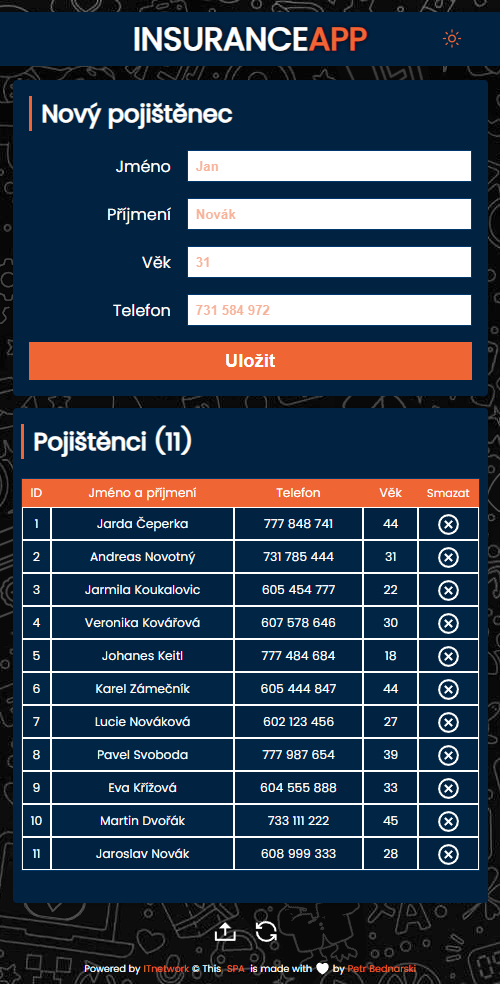 INSURANCEAPP
Nový pojištěnec
Jméno Jan
Příjmení Novák
Věk 31
Telefon 731 584 972
Uložit
Pojištěnci (11)
ID Jméno a příjmení Telefon Věk Smazat
1 Jarda Čeperka 777 848 741 44
2 Andreas Novotný 731 785 444 31
3 Jarmila Koukalovic 605 454 777 22
4 Veronika Kovářová 607 578 646 30
5 Johanes Keitl 777 484 684 18
6 Karel Zámečník 605 444 847 44
7 Lucie Nováková 602 123 456 27
8 Pavel Svoboda 777 987 654 39
9 Eva Křížová 604 555 888 33
10 Martin Dvořák 733 111 222 45
11 Jaroslav Novák 608 999 333 28
Powered by ITnetwork © This SPA is made with by Petr Bednarski